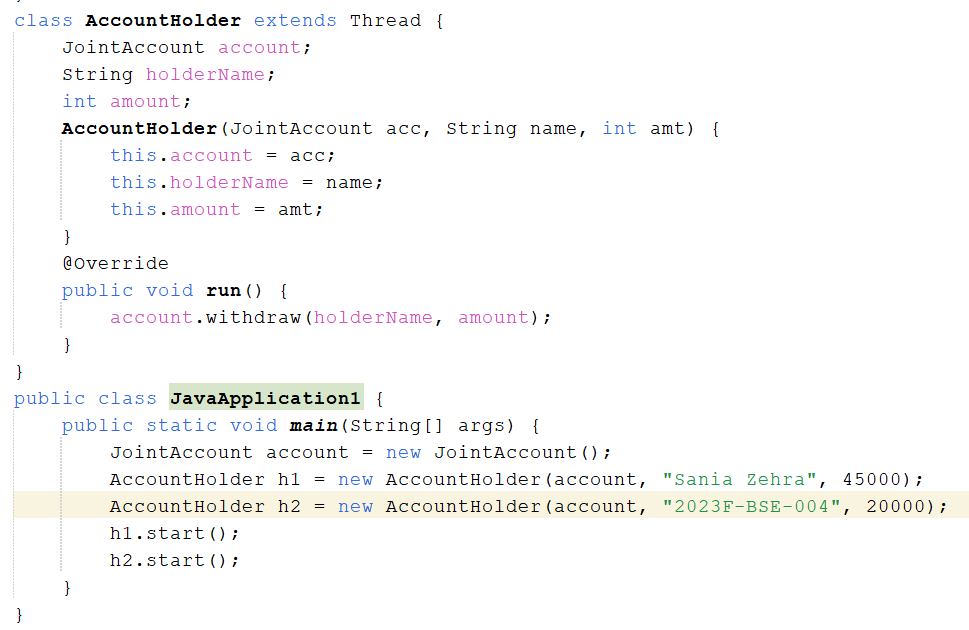 class AccountHolder extends Thread {
    JointAccount account;
    String holderName;
    int amount;
    AccountHolder(JointAccount acc, String name, int amt) {
        this.account = acc;
        this.holderName = name;
        this.amount = amt;
    }
    @Override
    public void run() {
        account.withdraw(holderName, amount);
    }
}
public class JavaApplication1 {
    public static void main(String[] args) {
        JointAccount account = new JointAccount();
        AccountHolder h1 = new AccountHolder(account, "Sania Zehra", 45000);
        AccountHolder h2 = new AccountHolder(account, "2023F-BSE-004", 20000);
        h1.start();
        h2.start();
    }
}